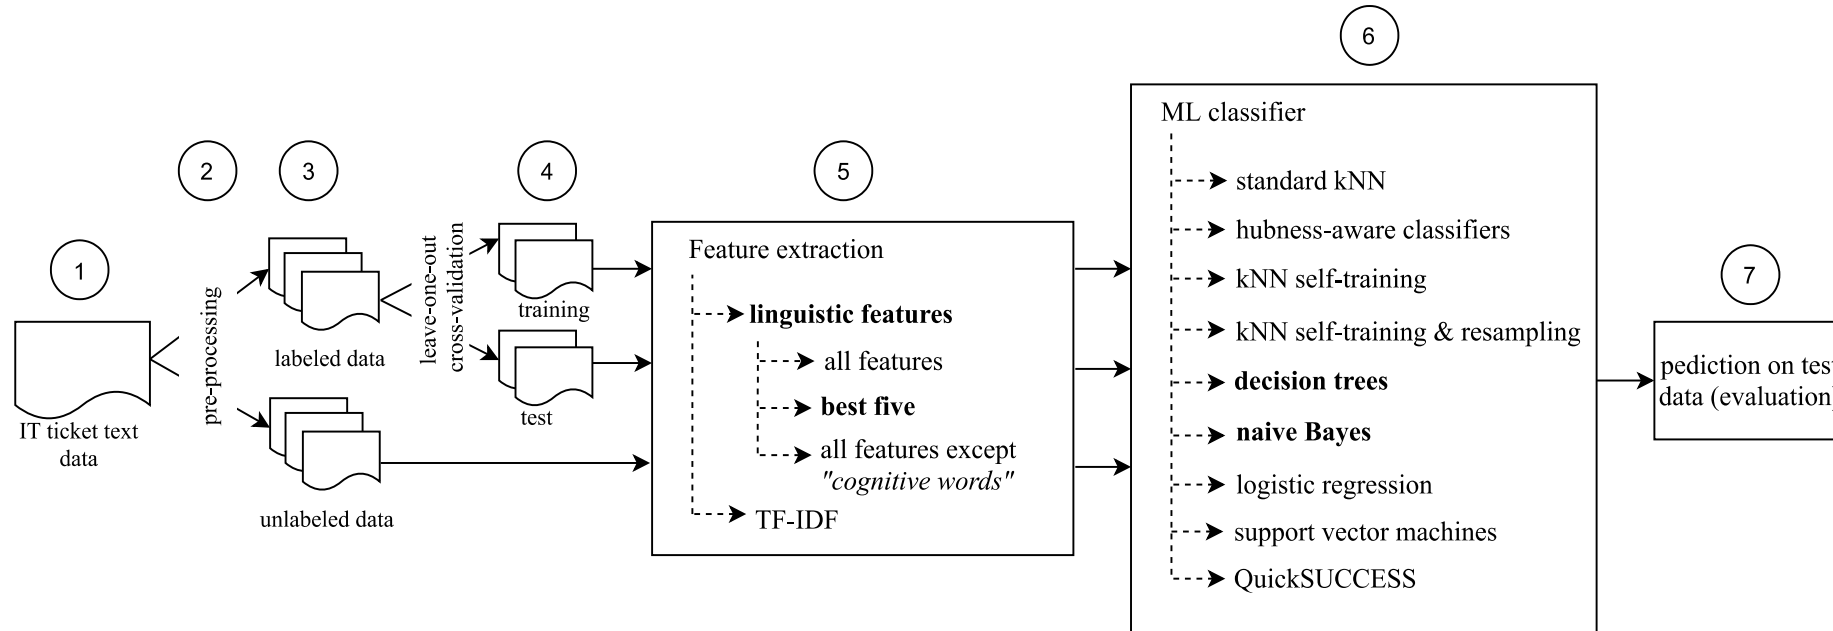 1
IT ticket text
data
2
pre-processing
3
labeled data
unlabeled data
leave-one-out
cross-validation
4
training
test
5
Feature extraction
linguistic features
all features
best five
all features except
"cognitive words"
TF-IDF
6
ML classifier
standard kNN
hubness-aware classifiers
kNN self-training
kNN self-training & resampling
decision trees
naive Bayes
logistic regression
support vector machines
QuickSUCCESS
7
pediction on test
data (evaluation)